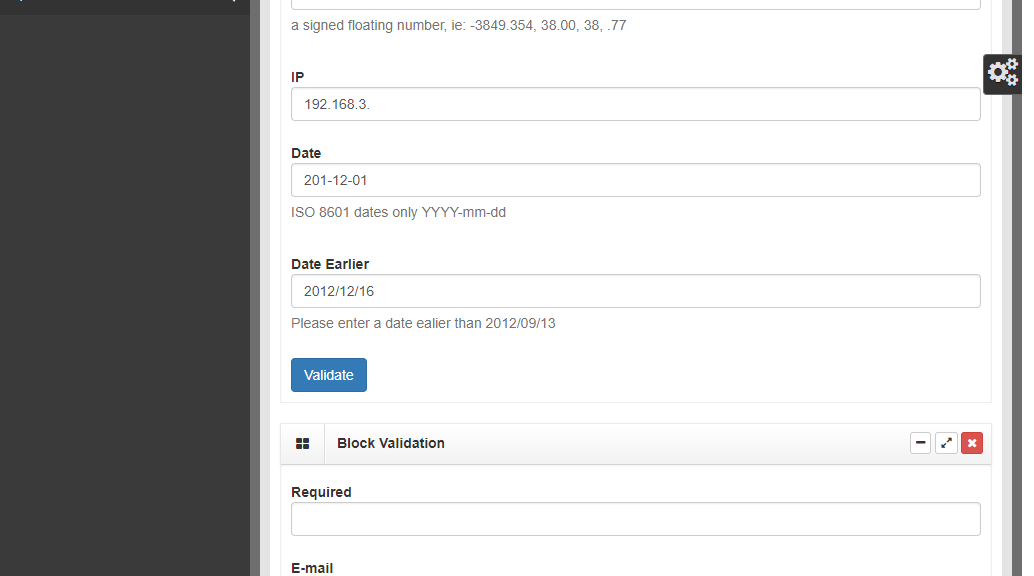 a signed floating number, ie: -3849.354, 38.00, 38, .77
IP
192.168.3.
Date
201-12-01
ISO 8601 dates only YYYY-mm-dd
Date Earlier
2012/12/16
Please enter a date ealier than 2012/09/13
Validate
Block Validation
Required
E-mail